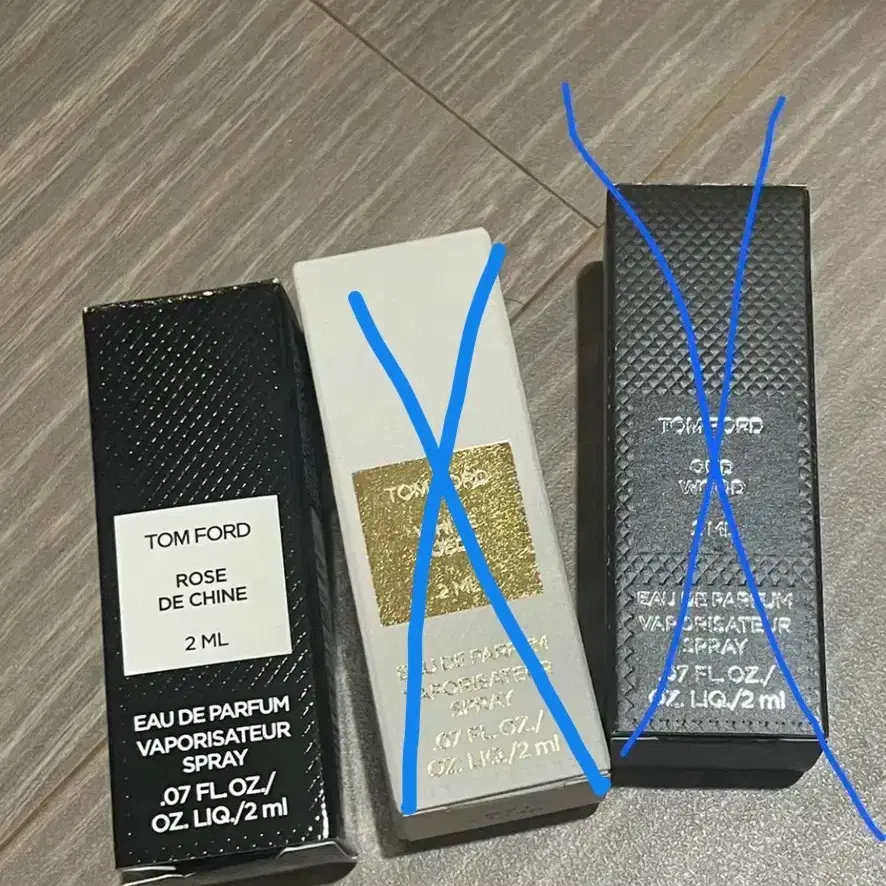 TOM FORD
ROSE
DE CHINE
2 ML
EAU DE PARFUM
VAPORISATEUR
SPRAY
.07 FL.OZ./
OZ. LIQ./2 ml
TOM FORD
2 ML
EAU DE PARFUM
VAPORISATEUR
SPRAY
.07 FL.OZ./
OZ. LIQ./2 ml
TOM FORD
OUD
WOOD
2 ML
EAU DE PARFUM
VAPORISATEUR
SPRAY
.07 FL.OZ./
OZ. LIQ./2 ml